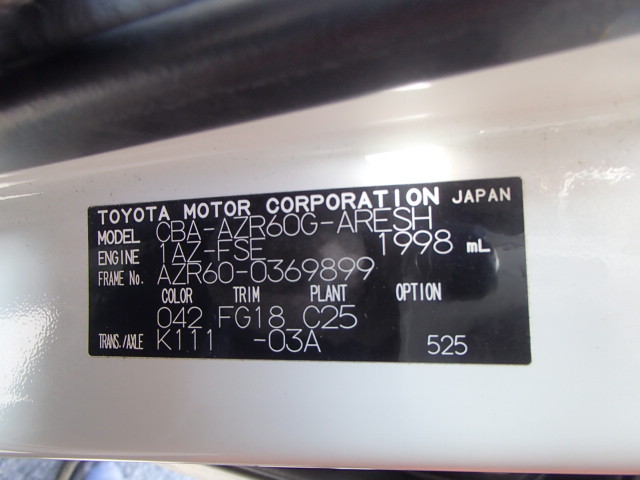 TOYOTA MOTOR CORPORATION JAPAN
MODEL CBA-AZR60G-ARESH
ENGINE 1AZ-FSE 1998 mL
FRAME No. AZR60-0369899
COLOR TRIM PLANT OPTION
042 FG18 C25
TRANS./AXLE K111 -03A 525